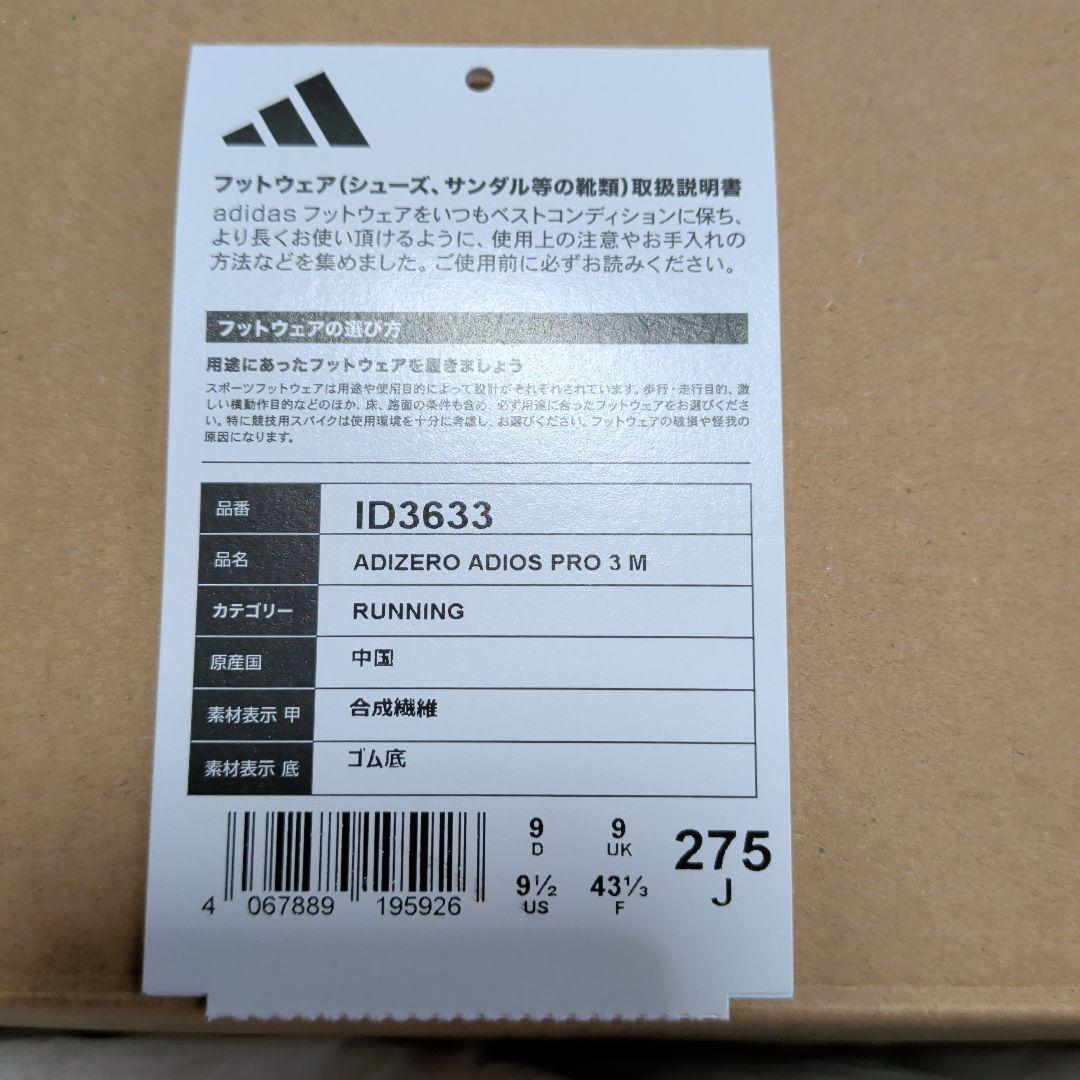 フットウェア(シューズ、サンダル等の靴類)取扱説明書
adidas フットウェアをいつもベストコンディションに保ち、
より長くお使い頂けるように、使用上の注意やお手入れの
方法などを集めました。ご使用前に必ずお読みください。
フットウェアの選び方
用途にあったフットウェアを履きましょう
スポーツフットウェアは用途や使用目的によって設計がそれぞれされています。歩行・走行目的、激
しい横動作目的などのほか、床、路面の条件も含め、必ず用途に合ったフットウェアをお選びくださ
い。特に競技用スパイクは使用環境を十分に考慮し、お選びください。フットウェアの破損や怪我の
原因になります。
品番 ID3633
品名 ADIZERO ADIOS PRO 3 M
カテゴリー RUNNING
原産国 中国
素材表示 甲 合成繊維
素材表示 底 ゴム底
9 9 275
D UK J
9½ 43⅓
US F
4 067889 195926